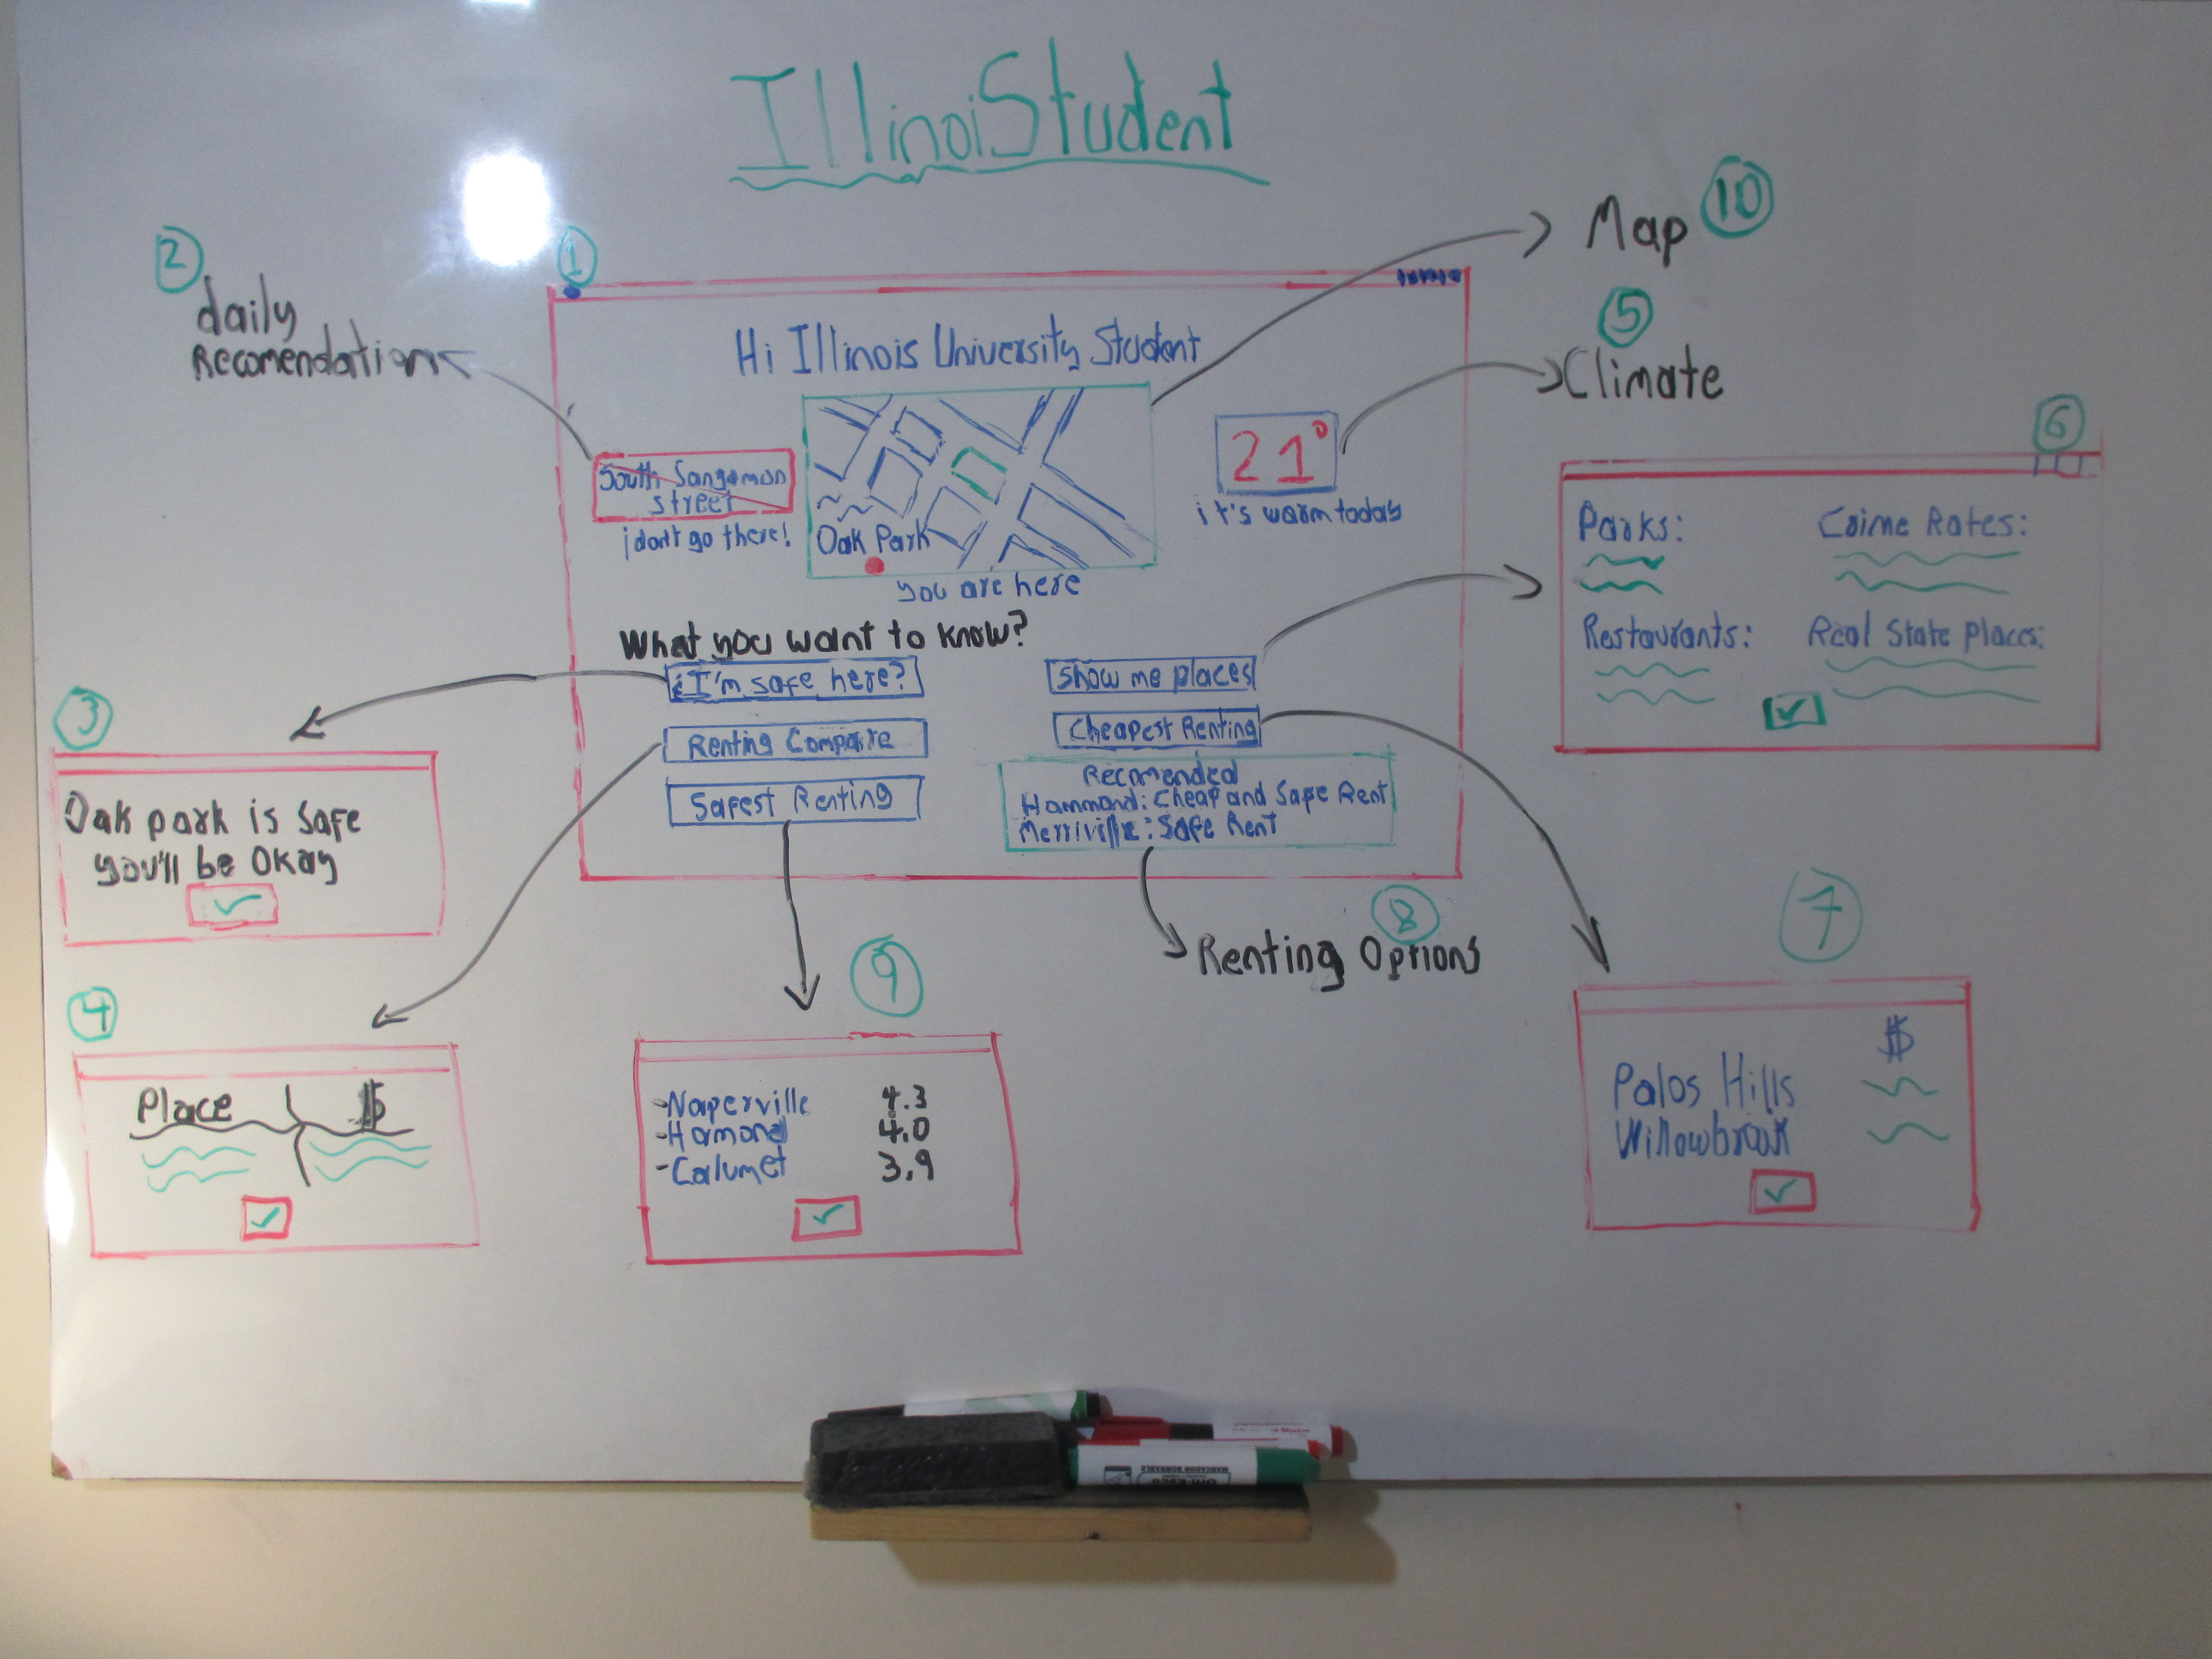 IllinoiStudent
10
Map
2
daily
Recomendation
1
5
Climate
Hi Illinois University Student
South Sangamon
street
¡don't go there!
Oak Park
you are here
21°
it's warm today
6
Parks:
Crime Rates:
Restaurants:
Real State places:
What you want to know?
¿I'm safe here?
Show me places
Renting Compare
Cheapest Renting
Safest Renting
Recomended
Hammond: Cheap and Safe Rent
Merriville: Safe Rent
3
Oak park is safe
you'll be Okay
8
Renting Options
7
$
Palos Hills
Willowbrook
4
Place $
9
-Naperville 4.3
-Hamond 4.0
-Calumet 3.9
MARCADOR BORRABLE